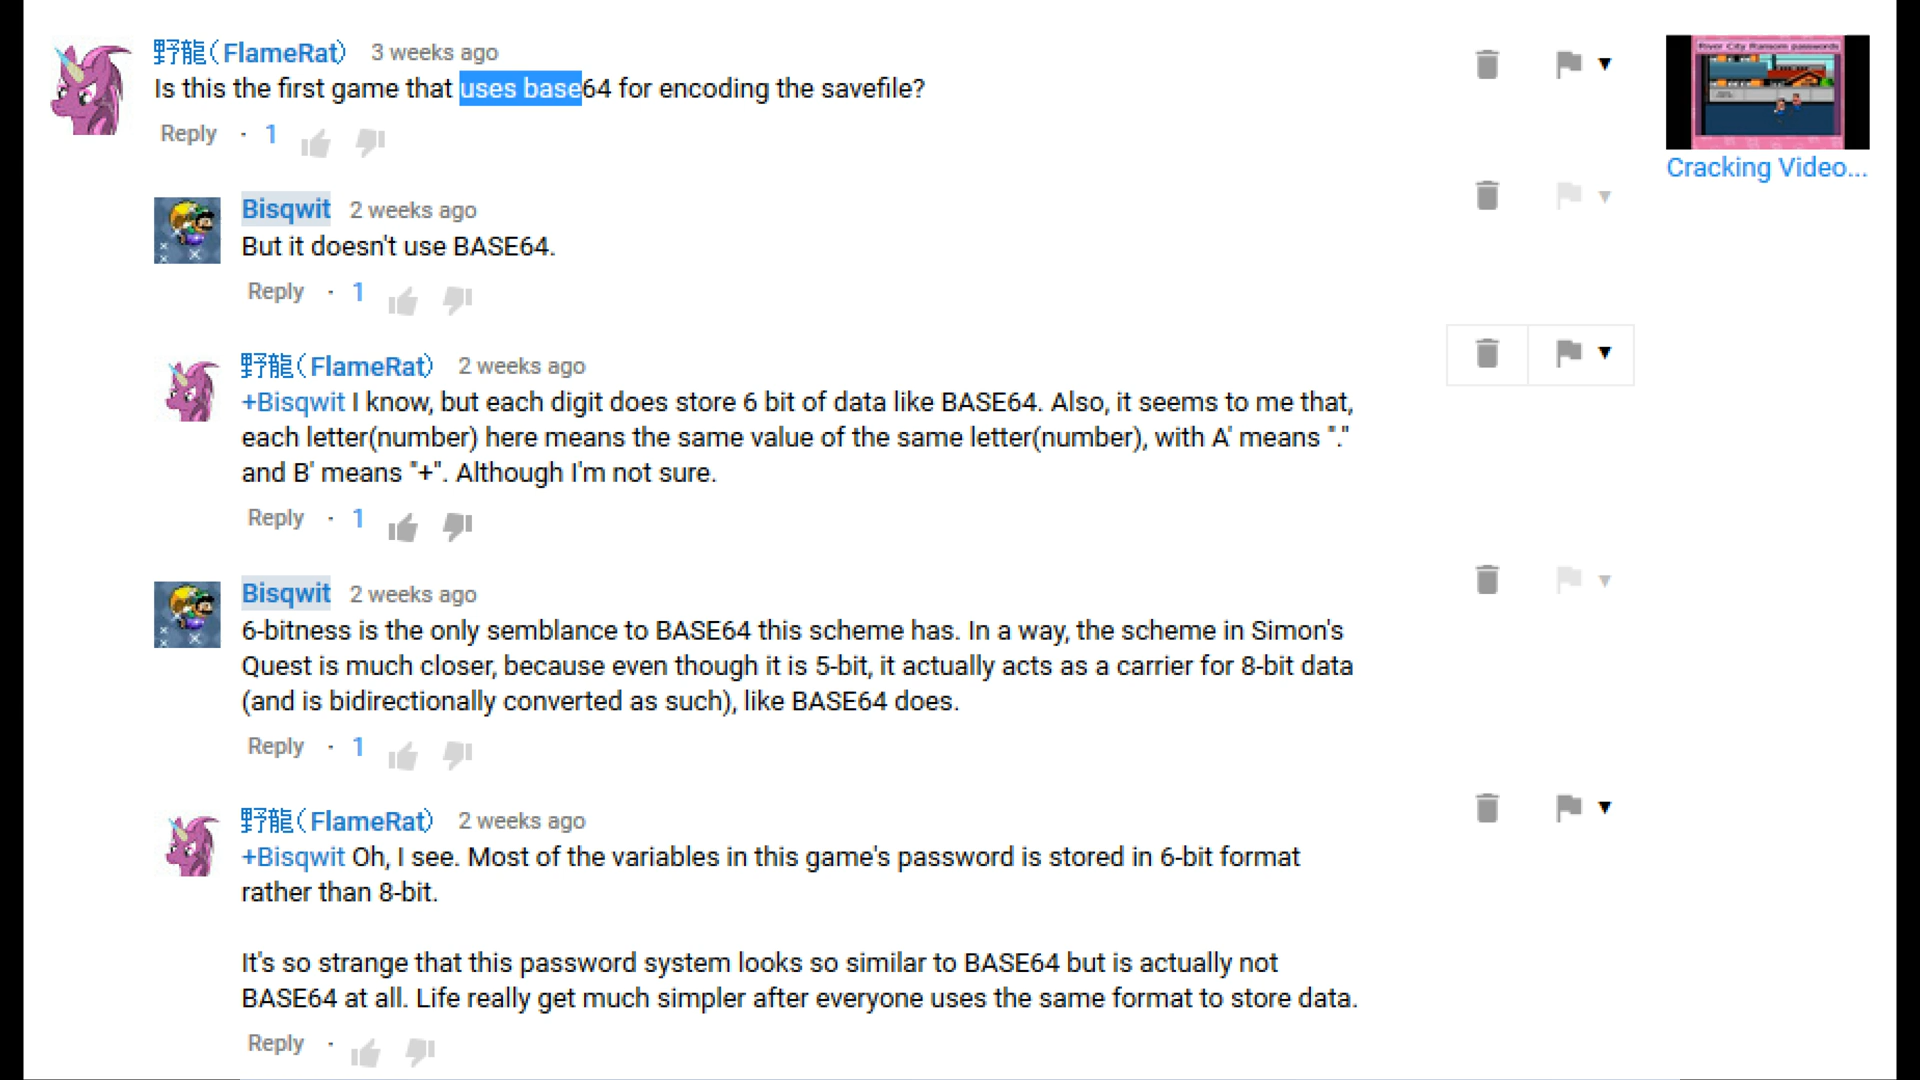 野龍(FlameRat) 3 weeks ago
Is this the first game that uses base64 for encoding the savefile?
Reply · 1
River City Ransom passwords
Cracking Video...
Bisqwit 2 weeks ago
But it doesn't use BASE64.
Reply · 1
野龍(FlameRat) 2 weeks ago
+Bisqwit I know, but each digit does store 6 bit of data like BASE64. Also, it seems to me that,
each letter(number) here means the same value of the same letter(number), with A' means "."
and B' means "+". Although I'm not sure.
Reply · 1
Bisqwit 2 weeks ago
6-bitness is the only semblance to BASE64 this scheme has. In a way, the scheme in Simon's
Quest is much closer, because even though it is 5-bit, it actually acts as a carrier for 8-bit data
(and is bidirectionally converted as such), like BASE64 does.
Reply · 1
野龍(FlameRat) 2 weeks ago
+Bisqwit Oh, I see. Most of the variables in this game's password is stored in 6-bit format
rather than 8-bit.
It's so strange that this password system looks so similar to BASE64 but is actually not
BASE64 at all. Life really get much simpler after everyone uses the same format to store data.
Reply ·